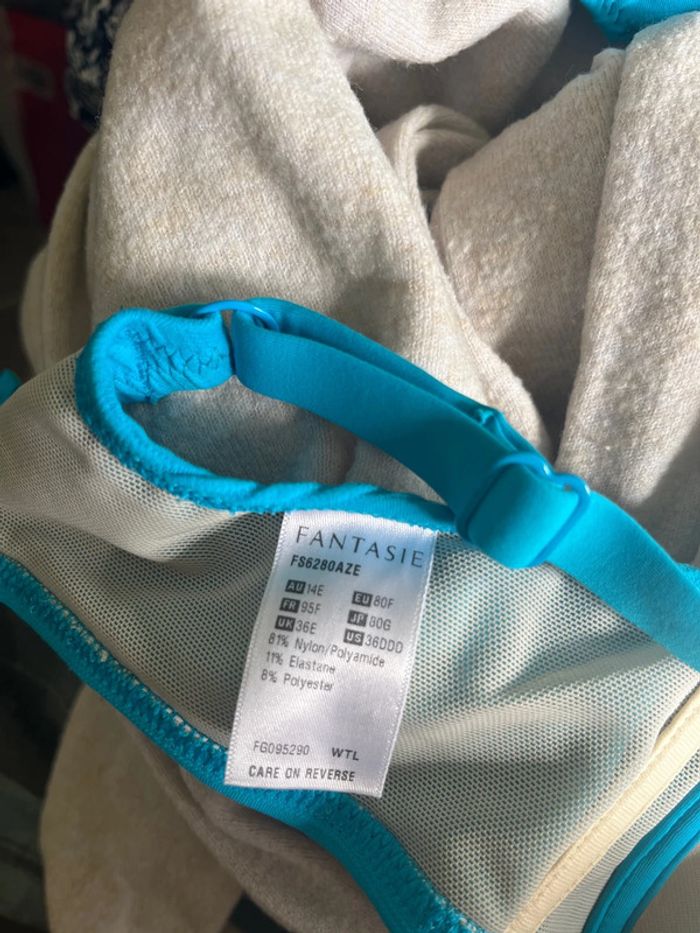 FANTASIE
FS6280AZE
AU 14E EU 80F
FR 95F JP 80G
UK 36E US 36DDD
81% Nylon/Polyamide
11% Elastane
8% Polyester
FG095290 WTL
CARE ON REVERSE